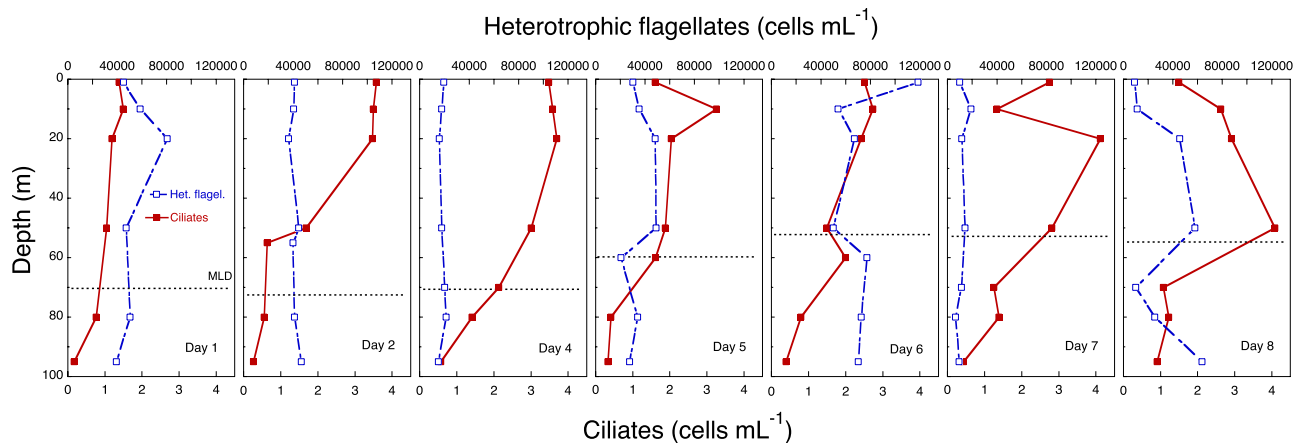 Heterotrophic flagellates (cells mL⁻¹)
0 40000 80000 120000 0 40000 80000 120000 0 40000 80000 120000 0 40000 80000 120000 0 40000 80000 120000 0 40000 80000 120000 0 40000 80000 120000
0
20
40
60
80
100
Depth (m)
Het. flagel.
Ciliates
MLD
Day 1
Day 2
Day 4
Day 5
Day 6
Day 7
Day 8
0 1 2 3 4 0 1 2 3 4 0 1 2 3 4 0 1 2 3 4 0 1 2 3 4 0 1 2 3 4 0 1 2 3 4
Ciliates (cells mL⁻¹)